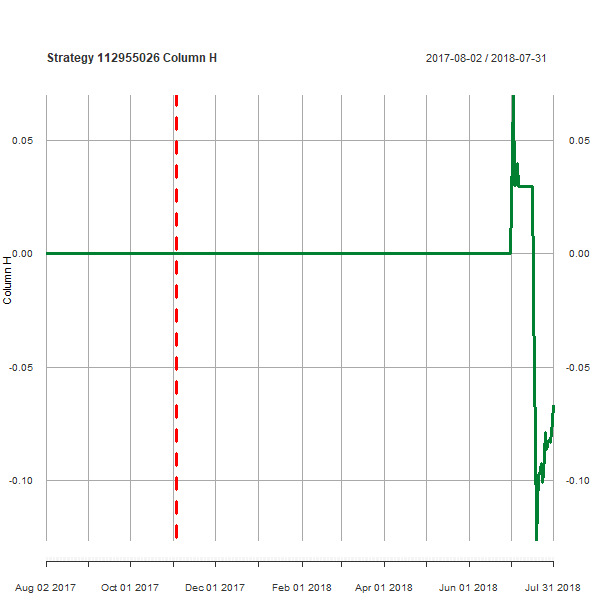 Strategy 112955026 Column H
2017-08-02 / 2018-07-31
0.05 0.05
0.00 0.00
Column H
-0.05 -0.05
-0.10 -0.10
Aug 02 2017 Oct 01 2017 Dec 01 2017 Feb 01 2018 Apr 01 2018 Jun 01 2018 Jul 31 2018